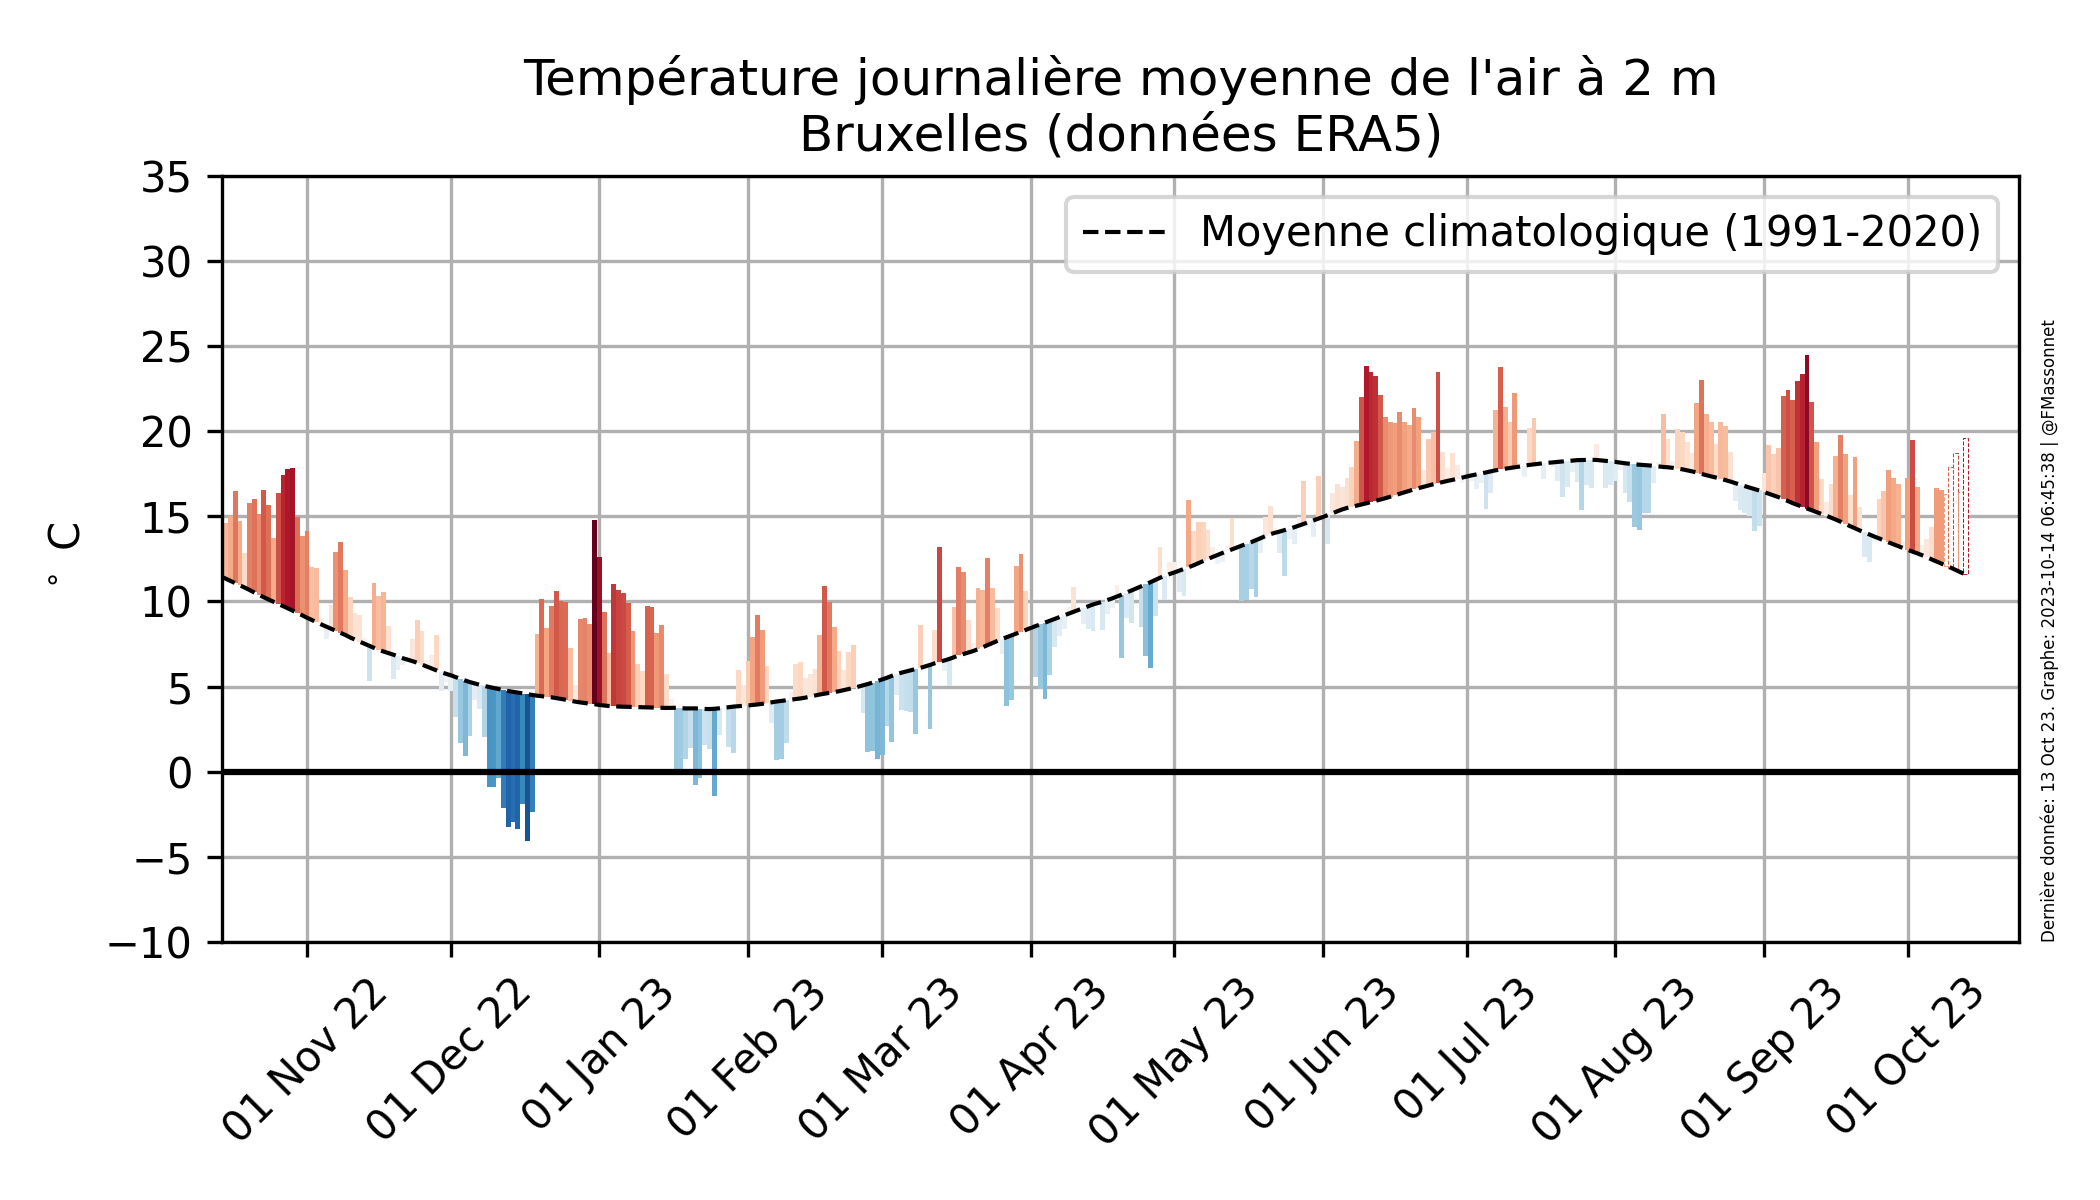 Température journalière moyenne de l'air à 2 m
Bruxelles (données ERA5)
Moyenne climatologique (1991-2020)
35
30
25
20
15
10
5
0
−5
−10
° C
01 Nov 22
01 Dec 22
01 Jan 23
01 Feb 23
01 Mar 23
01 Apr 23
01 May 23
01 Jun 23
01 Jul 23
01 Aug 23
01 Sep 23
01 Oct 23
Dernière donnée: 13 Oct 23. Graphe: 2023-10-14 06:45:38 | @FMassonnet